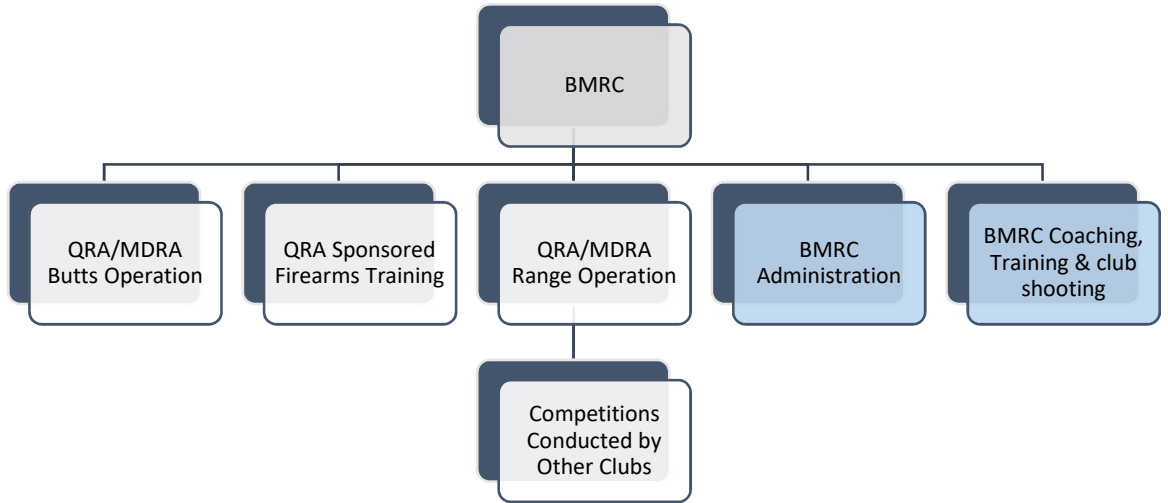 BMRC
QRA/MDRA
Butts Operation
QRA Sponsored
Firearms Training
QRA/MDRA
Range Operation
BMRC
Administration
BMRC Coaching,
Training & club
shooting
Competitions
Conducted by
Other Clubs